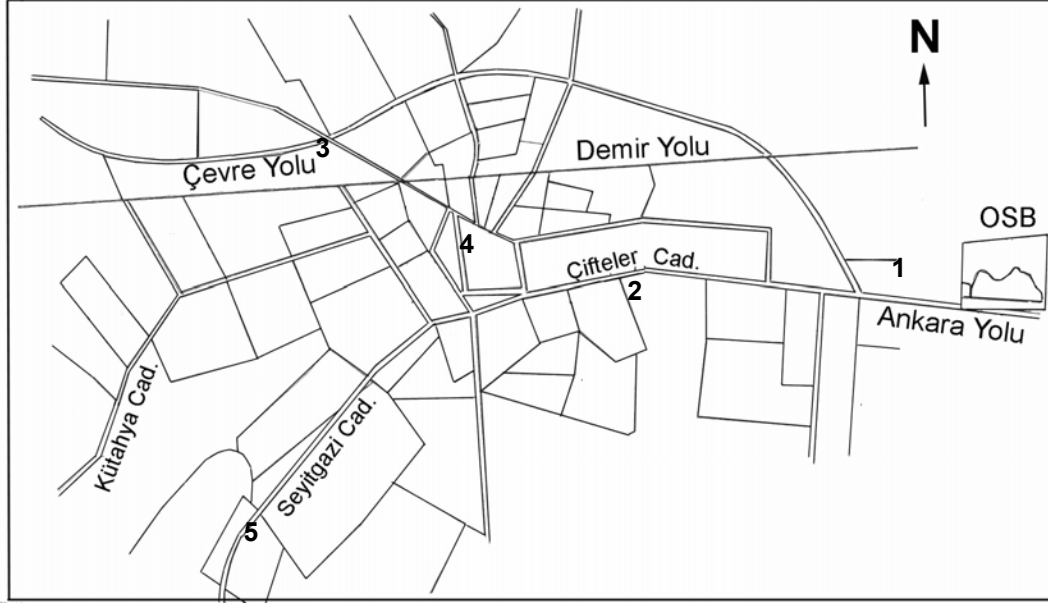 N
Demir Yolu
3
Çevre Yolu
OSB
4
Çifteler Cad.
1
2
Ankara Yolu
Kütahya Cad.
Seyitgazi Cad.
5